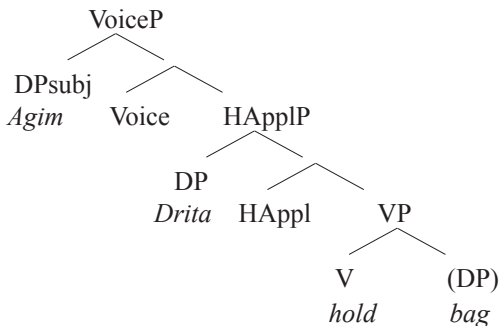 VoiceP
DPsubj
Agim Voice HApplP
DP
Drita HAppl VP
V (DP)
hold bag